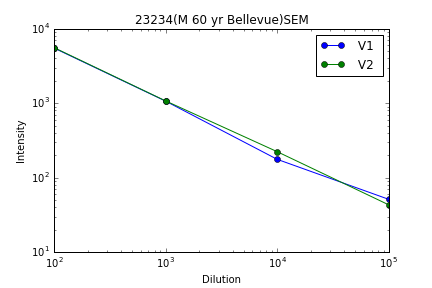 23234(M 60 yr Bellevue)SEM
V1
V2
10⁴
10³
10²
10¹
Intensity
10²
10³
10⁴
10⁵
Dilution